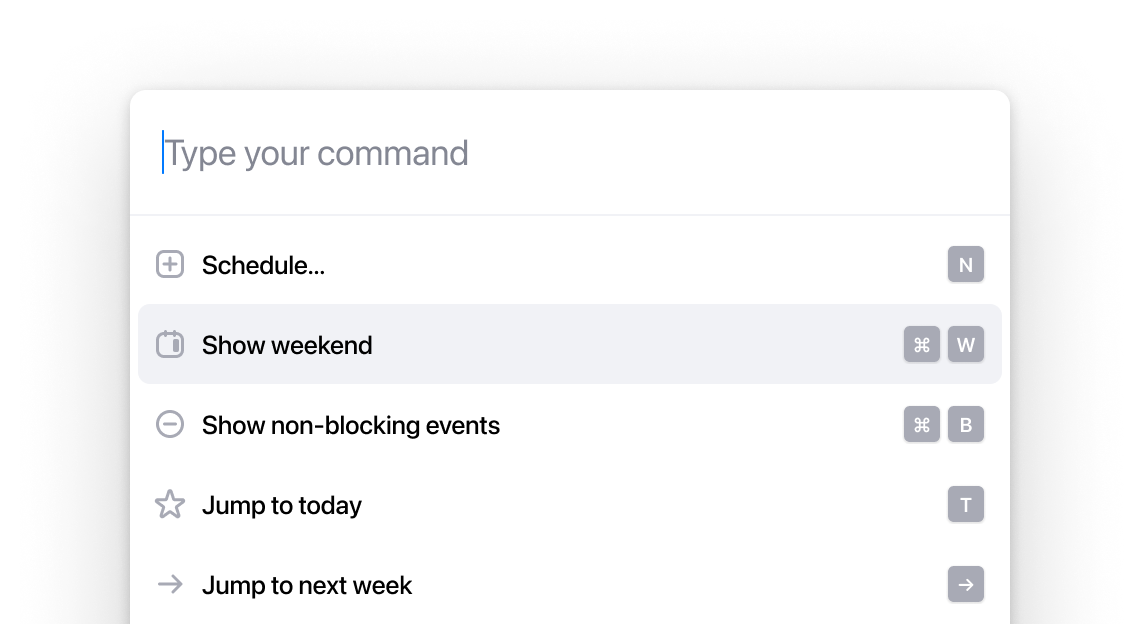 Type your command
Schedule... N
Show weekend ⌘ W
Show non-blocking events ⌘ B
Jump to today T
Jump to next week →